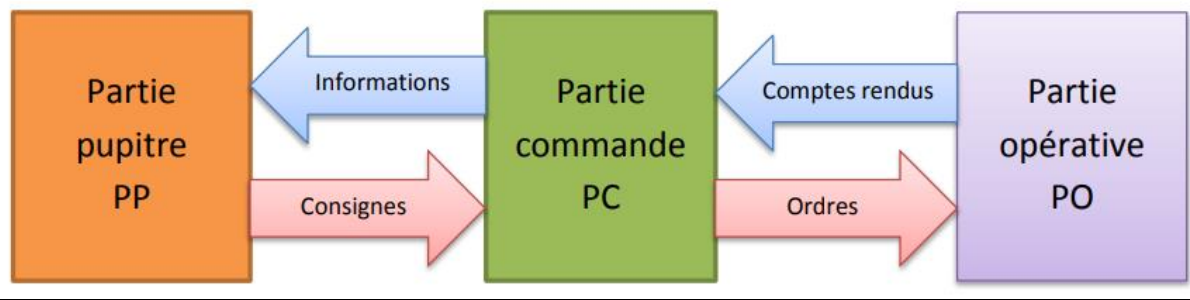 Partie
pupitre
PP
Informations
Consignes
Partie
commande
PC
Comptes rendus
Ordres
Partie
opérative
PO